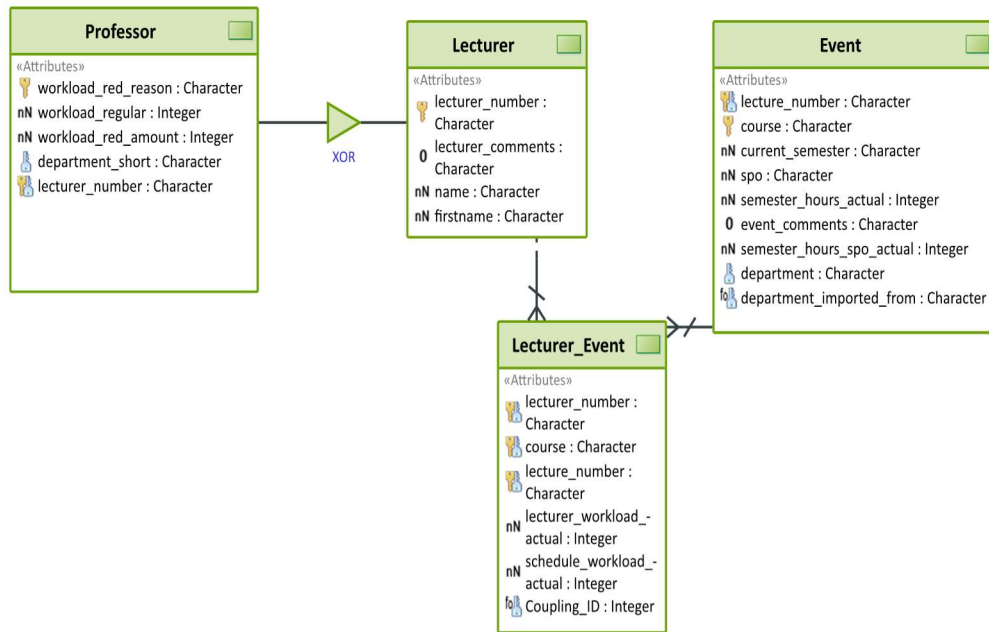 Professor
«Attributes»
workload_red_reason : Character
nN workload_regular : Integer
nN workload_red_amount : Integer
department_short : Character
lecturer_number : Character
XOR
Lecturer
«Attributes»
lecturer_number :
Character
0 lecturer_comments :
Character
nN name : Character
nN firstname : Character
Event
«Attributes»
lecture_number : Character
course : Character
nN current_semester : Character
nN spo : Character
nN semester_hours_actual : Integer
0 event_comments : Character
nN semester_hours_spo_actual : Integer
department : Character
department_imported_from : Character
Lecturer_Event
«Attributes»
lecturer_number :
Character
course : Character
lecture_number :
Character
nN lecturer_workload_-
actual : Integer
nN schedule_workload_-
actual : Integer
Coupling_ID : Integer